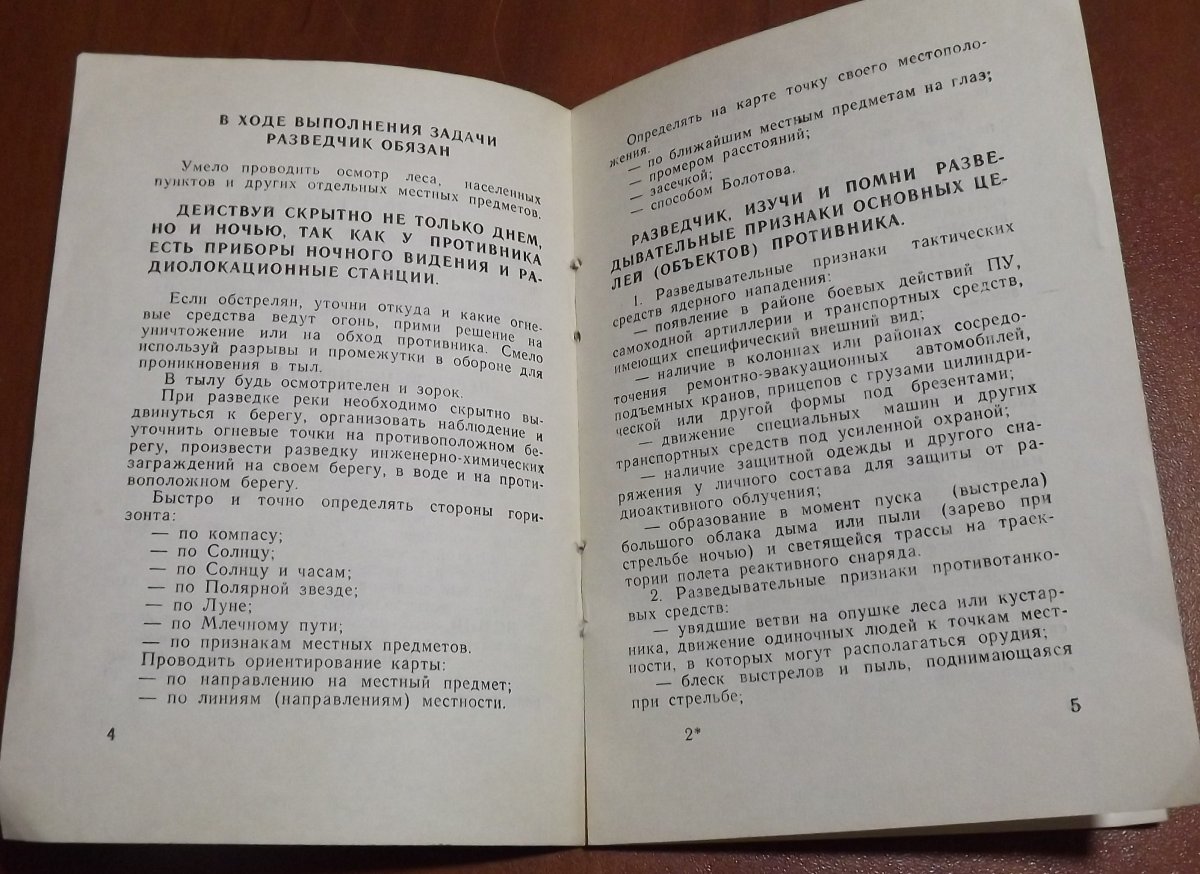 В ХОДЕ ВЫПОЛНЕНИЯ ЗАДАЧИ
РАЗВЕДЧИК ОБЯЗАН
Умело проводить осмотр леса, населенных
пунктов и других отдельных местных предметов.
ДЕЙСТВУЙ СКРЫТНО НЕ ТОЛЬКО ДНЕМ,
НО И НОЧЬЮ, ТАК КАК У ПРОТИВНИКА
ЕСТЬ ПРИБОРЫ НОЧНОГО ВИДЕНИЯ И РА-
ДИОЛОКАЦИОННЫЕ СТАНЦИИ.
Если обстрелян, уточни откуда и какие огне-
вые средства ведут огонь, прими решение на
уничтожение или на обход противника. Смело
используй разрывы и промежутки в обороне для
проникновения в тыл.
В тылу будь осмотрителен и зорок.
При разведке реки необходимо скрытно вы-
двинуться к берегу, организовать наблюдение и
уточнить огневые точки на противоположном бе-
регу, произвести разведку инженерно-химических
заграждений на своем берегу, в воде и на проти-
воположном берегу.
Быстро и точно определять стороны гори-
зонта:
— по компасу;
— по Солнцу;
— по Солнцу и часам;
— по Полярной звезде;
— по Луне;
— по Млечному пути;
— по признакам местных предметов.
Проводить ориентирование карты:
— по направлению на местный предмет;
— по линиям (направлениям) местности.
4
Определять на карте точку своего местополо-
жения.
— по ближайшим местным предметам на глаз;
— промером расстояний;
— засечкой;
— способом Болотова.
РАЗВЕДЧИК, ИЗУЧИ И ПОМНИ РАЗВЕ-
ДЫВАТЕЛЬНЫЕ ПРИЗНАКИ ОСНОВНЫХ ЦЕ-
ЛЕЙ (ОБЪЕКТОВ) ПРОТИВНИКА.
1. Разведывательные признаки тактических
средств ядерного нападения:
— появление в районе боевых действий ПУ,
самоходной артиллерии и транспортных средств,
имеющих специфический внешний вид;
— наличие в колоннах или районах сосредо-
точения ремонтно-эвакуационных автомобилей,
подъемных кранов, прицепов с грузами цилиндри-
ческой или другой формы под брезентами;
— движение специальных машин и других
транспортных средств под усиленной охраной;
— наличие защитной одежды и другого сна-
ряжения у личного состава для защиты от ра-
диоактивного облучения;
— образование в момент пуска (выстрела)
большого облака дыма или пыли (зарево при
стрельбе ночью) и светящейся трассы на траек-
тории полета реактивного снаряда.
2. Разведывательные признаки противотанко-
вых средств:
— увядшие ветви на опушке леса или кустар-
ника, движение одиночных людей к точкам мест-
ности, в которых могут располагаться орудия;
— блеск выстрелов и пыль, поднимающаяся
при стрельбе;
2*
5